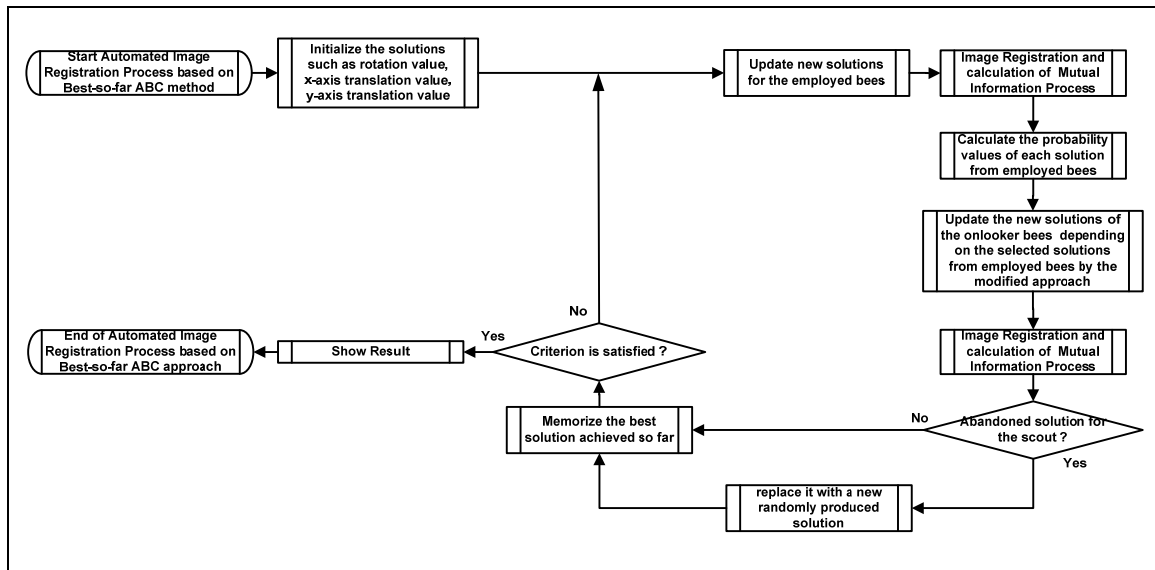 Start Automated Image
Registration Process based on
Best-so-far ABC method
Initialize the solutions
such as rotation value,
x-axis translation value,
y-axis translation value
Update new solutions
for the employed bees
Image Registration and
calculation of Mutual
Information Process
Calculate the probability
values of each solution
from employed bees
Update the new solutions of
the onlooker bees depending
on the selected solutions
from employed bees by the
modified approach
Image Registration and
calculation of Mutual
Information Process
Abandoned solution for
the scout ?
No
Yes
replace it with a new
randomly produced
solution
Memorize the best
solution achieved so far
Criterion is satisfied ?
No
Yes
Show Result
End of Automated Image
Registration Process based on
Best-so-far ABC approach